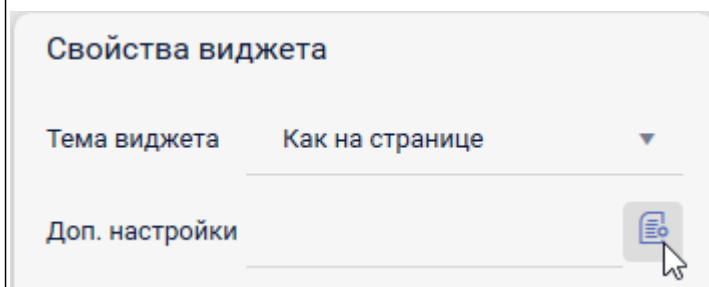 Свойства виджета
Тема виджета Как на странице
Доп. настройки